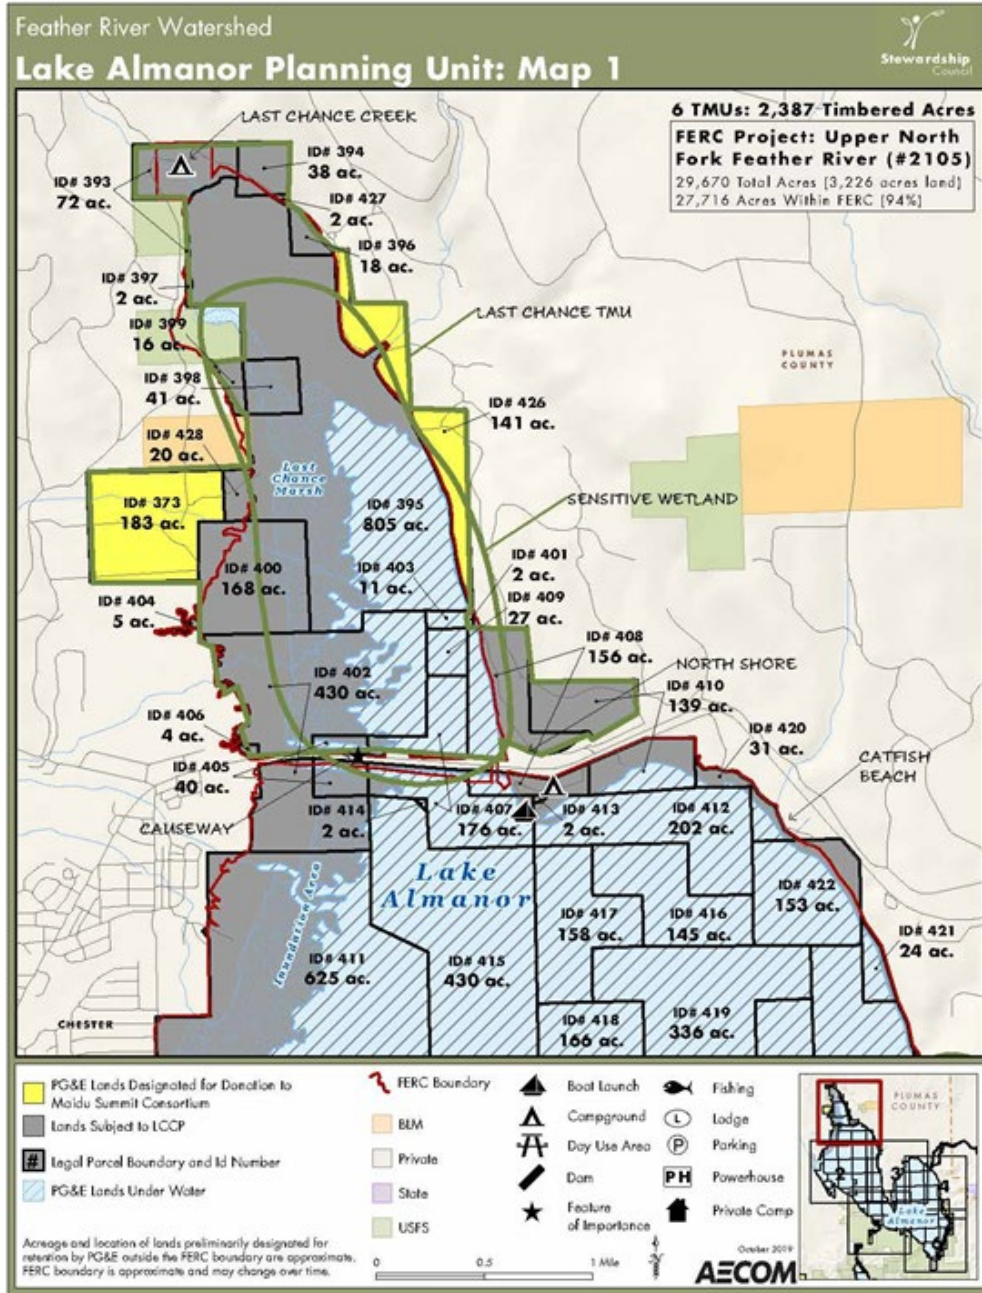 Feather River Watershed
Lake Almanor Planning Unit: Map 1
Stewardship
Council
6 TMUs: 2,387 Timbered Acres
FERC Project: Upper North
Fork Feather River (#2105)
29,670 Total Acres (3,226 acres land)
27,716 Acres Within FERC (94%)
LAST CHANCE CREEK
ID# 394
38 ac.
ID# 393
72 ac.
ID# 427
2 ac.
ID# 396
18 ac.
ID# 397
2 ac.
LAST CHANCE TMU
ID# 399
16 ac.
PLUMAS
COUNTY
ID# 398
41 ac.
ID# 426
141 ac.
ID# 428
20 ac.
Last
Chance
Marsh
ID# 373
183 ac.
ID# 395
805 ac.
SENSITIVE WETLAND
ID# 400
168 ac.
ID# 403
11 ac.
ID# 401
2 ac.
ID# 409
27 ac.
ID# 404
5 ac.
ID# 408
156 ac.
NORTH SHORE
ID# 402
430 ac.
ID# 410
139 ac.
ID# 406
4 ac.
ID# 420
31 ac.
ID# 405
40 ac.
CATFISH
BEACH
CAUSEWAY
ID# 414
2 ac.
ID# 407
176 ac.
ID# 413
2 ac.
ID# 412
202 ac.
Lake
Almanor
Inundation Area
ID# 422
153 ac.
ID# 417
158 ac.
ID# 416
145 ac.
ID# 421
24 ac.
ID# 411
625 ac.
ID# 415
430 ac.
CHESTER
ID# 418
166 ac.
ID# 419
336 ac.
PG&E Lands Designated for Donation to
Maidu Summit Consortium
Lands Subject to LCCP
# Legal Parcel Boundary and Id Number
PG&E Lands Under Water
FERC Boundary
BLM
Private
State
USFS
Boat Launch
Campground
Day Use Area
Dam
Feature
of Importance
Fishing
L Lodge
P Parking
PH Powerhouse
Private Camp
PLUMAS
COUNTY
2
3
4
Lake
Almanor
Acreage and location of lands preliminarily designated for
retention by PG&E outside the FERC boundary are approximate.
FERC boundary is approximate and may change over time.
0 0.5 1 Mile
October 2019
AECOM